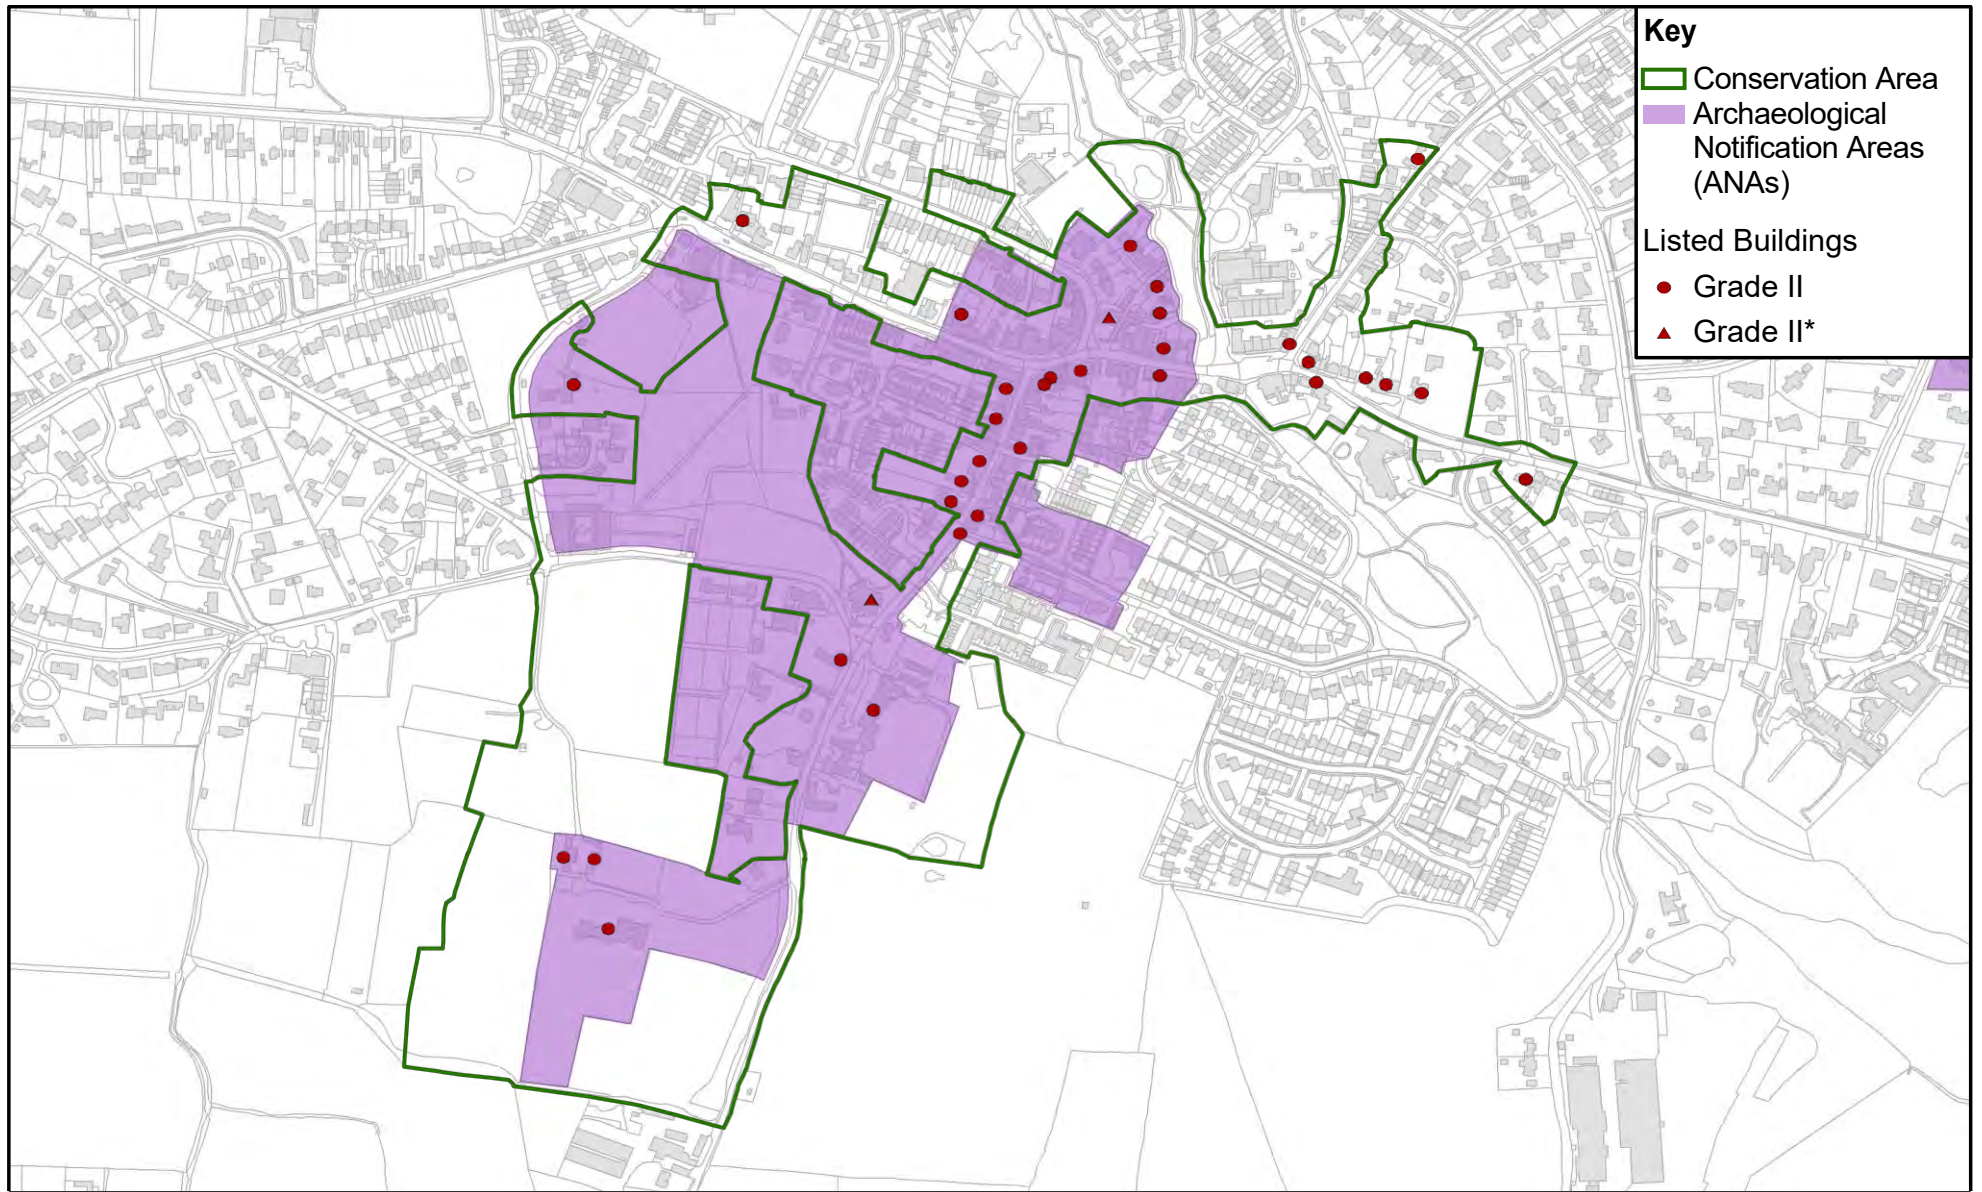 Key
Conservation Area
Archaeological
Notification Areas
(ANAs)
Listed Buildings
Grade II
Grade II*